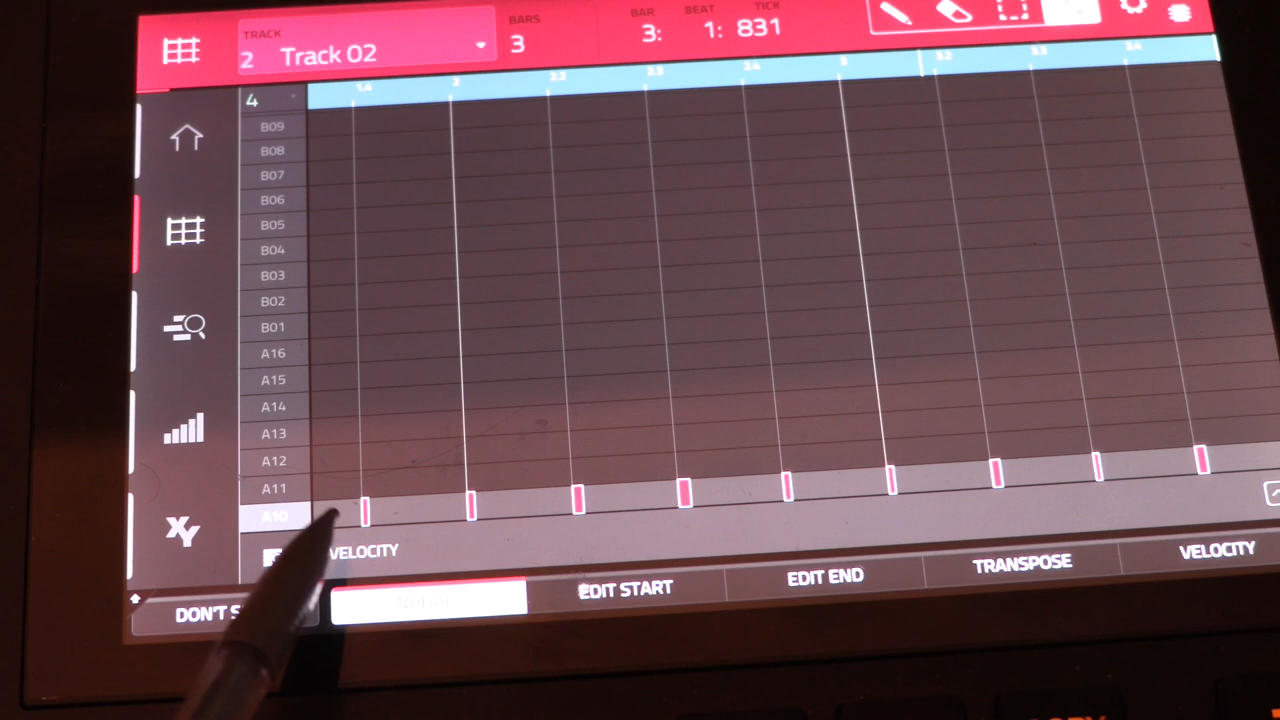 TRACK
2 Track 02
BARS
3
BAR BEAT TICK
3: 1: 831
1.4 2 2.2 2.3 2.4 3 3.2 3.3 3.4
4
B09
B08
B07
B06
B05
B04
B03
B02
B01
A16
A15
A14
A13
A12
A11
A10
XY
VELOCITY
DON'T S
EDIT START
EDIT END
TRANSPOSE
VELOCITY